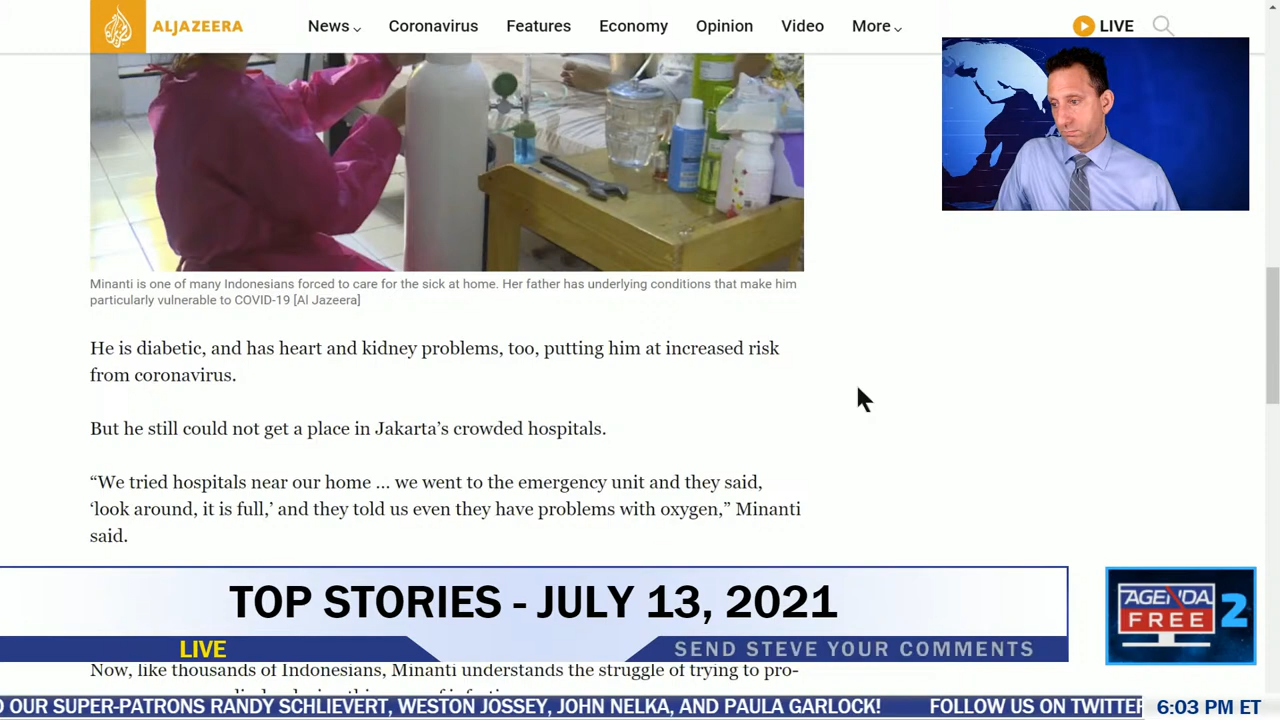 ALJAZEERA
News
Coronavirus
Features
Economy
Opinion
Video
More
LIVE
Minanti is one of many Indonesians forced to care for the sick at home. Her father has underlying conditions that make him
particularly vulnerable to COVID-19 [Al Jazeera]
He is diabetic, and has heart and kidney problems, too, putting him at increased risk
from coronavirus.
But he still could not get a place in Jakarta’s crowded hospitals.
“We tried hospitals near our home ... we went to the emergency unit and they said,
‘look around, it is full,’ and they told us even they have problems with oxygen,” Minanti
said.
TOP STORIES - JULY 13, 2021
LIVE
SEND STEVE YOUR COMMENTS
AGENDA
FREE 2
Now, like thousands of Indonesians, Minanti understands the struggle of trying to pro-
O OUR SUPER-PATRONS RANDY SCHLIEVERT, WESTON JOSSEY, JOHN NELKA, AND PAULA GARLOCK! FOLLOW US ON TWITTER
6:03 PM ET